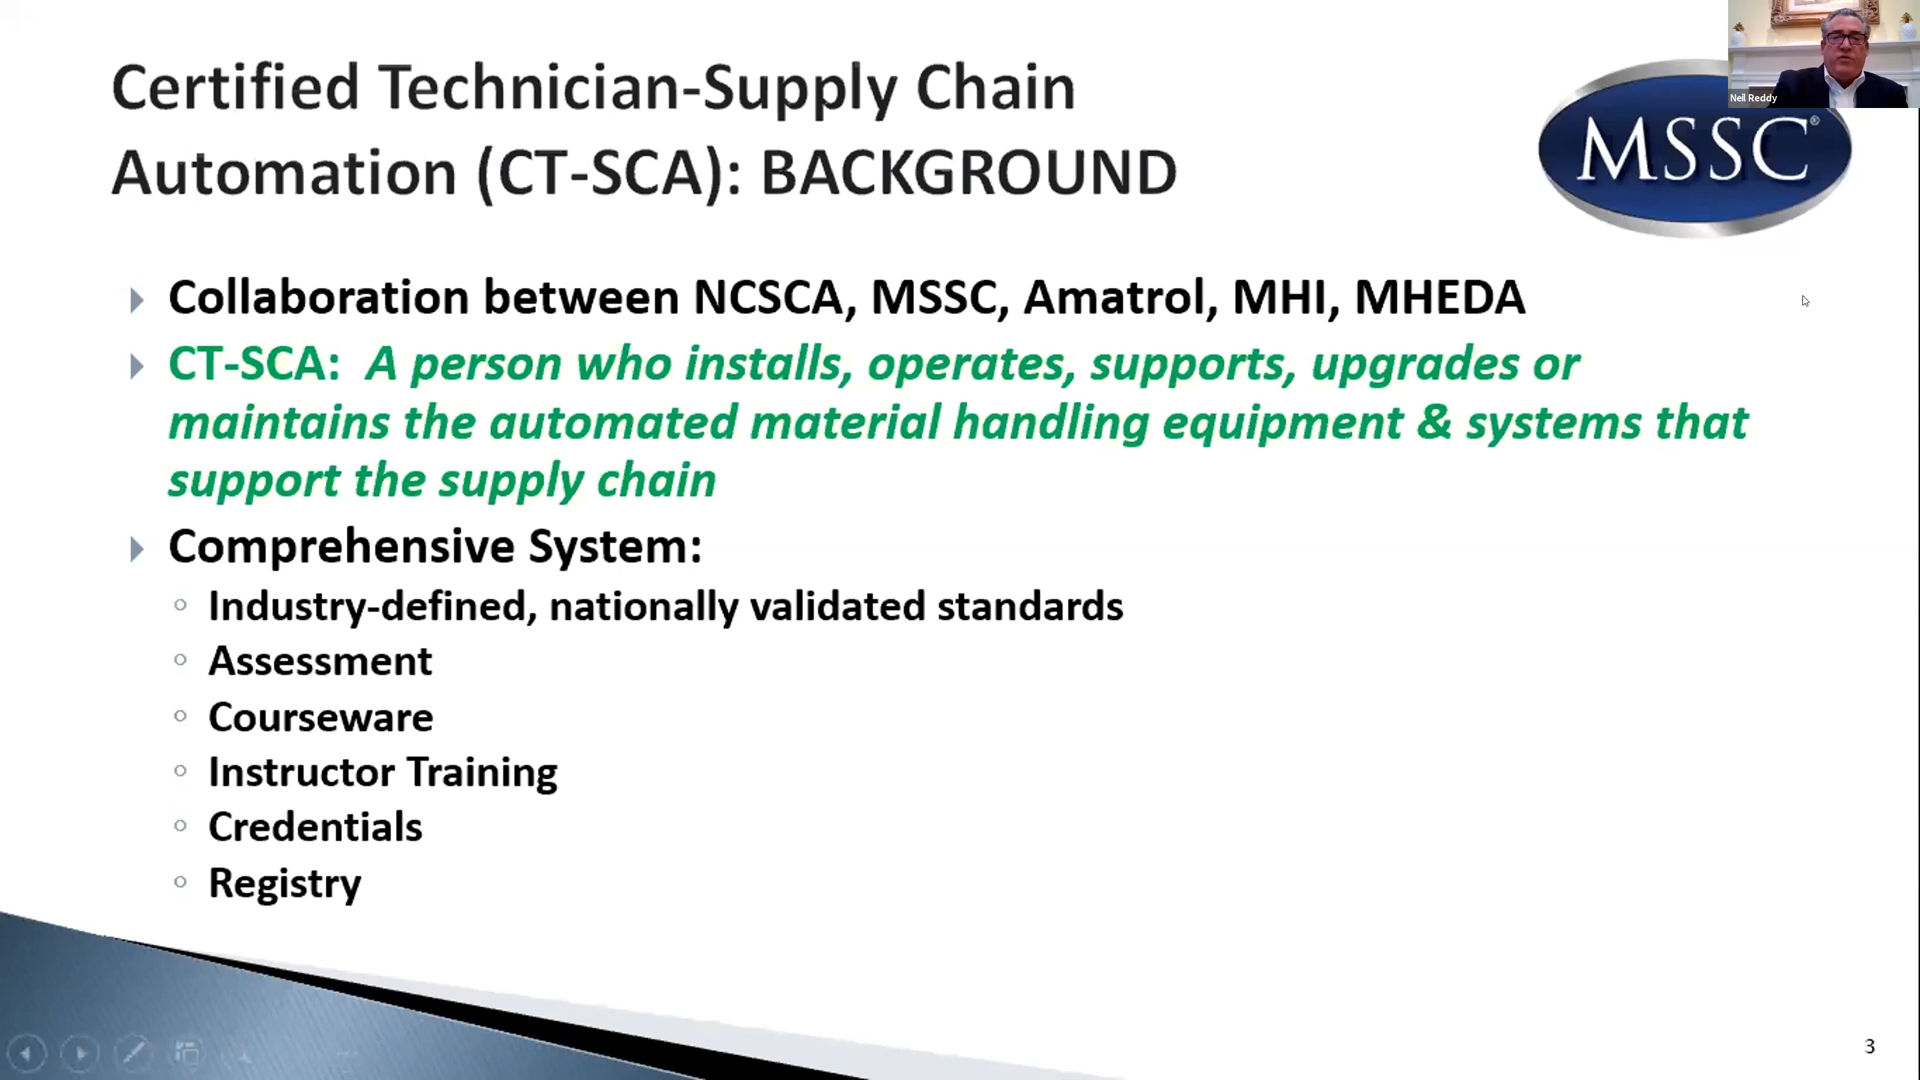 Neil Reddy
MSSC®
Certified Technician-Supply Chain
Automation (CT-SCA): BACKGROUND
Collaboration between NCSCA, MSSC, Amatrol, MHI, MHEDA
CT-SCA: A person who installs, operates, supports, upgrades or
maintains the automated material handling equipment & systems that
support the supply chain
Comprehensive System:
Industry-defined, nationally validated standards
Assessment
Courseware
Instructor Training
Credentials
Registry
3